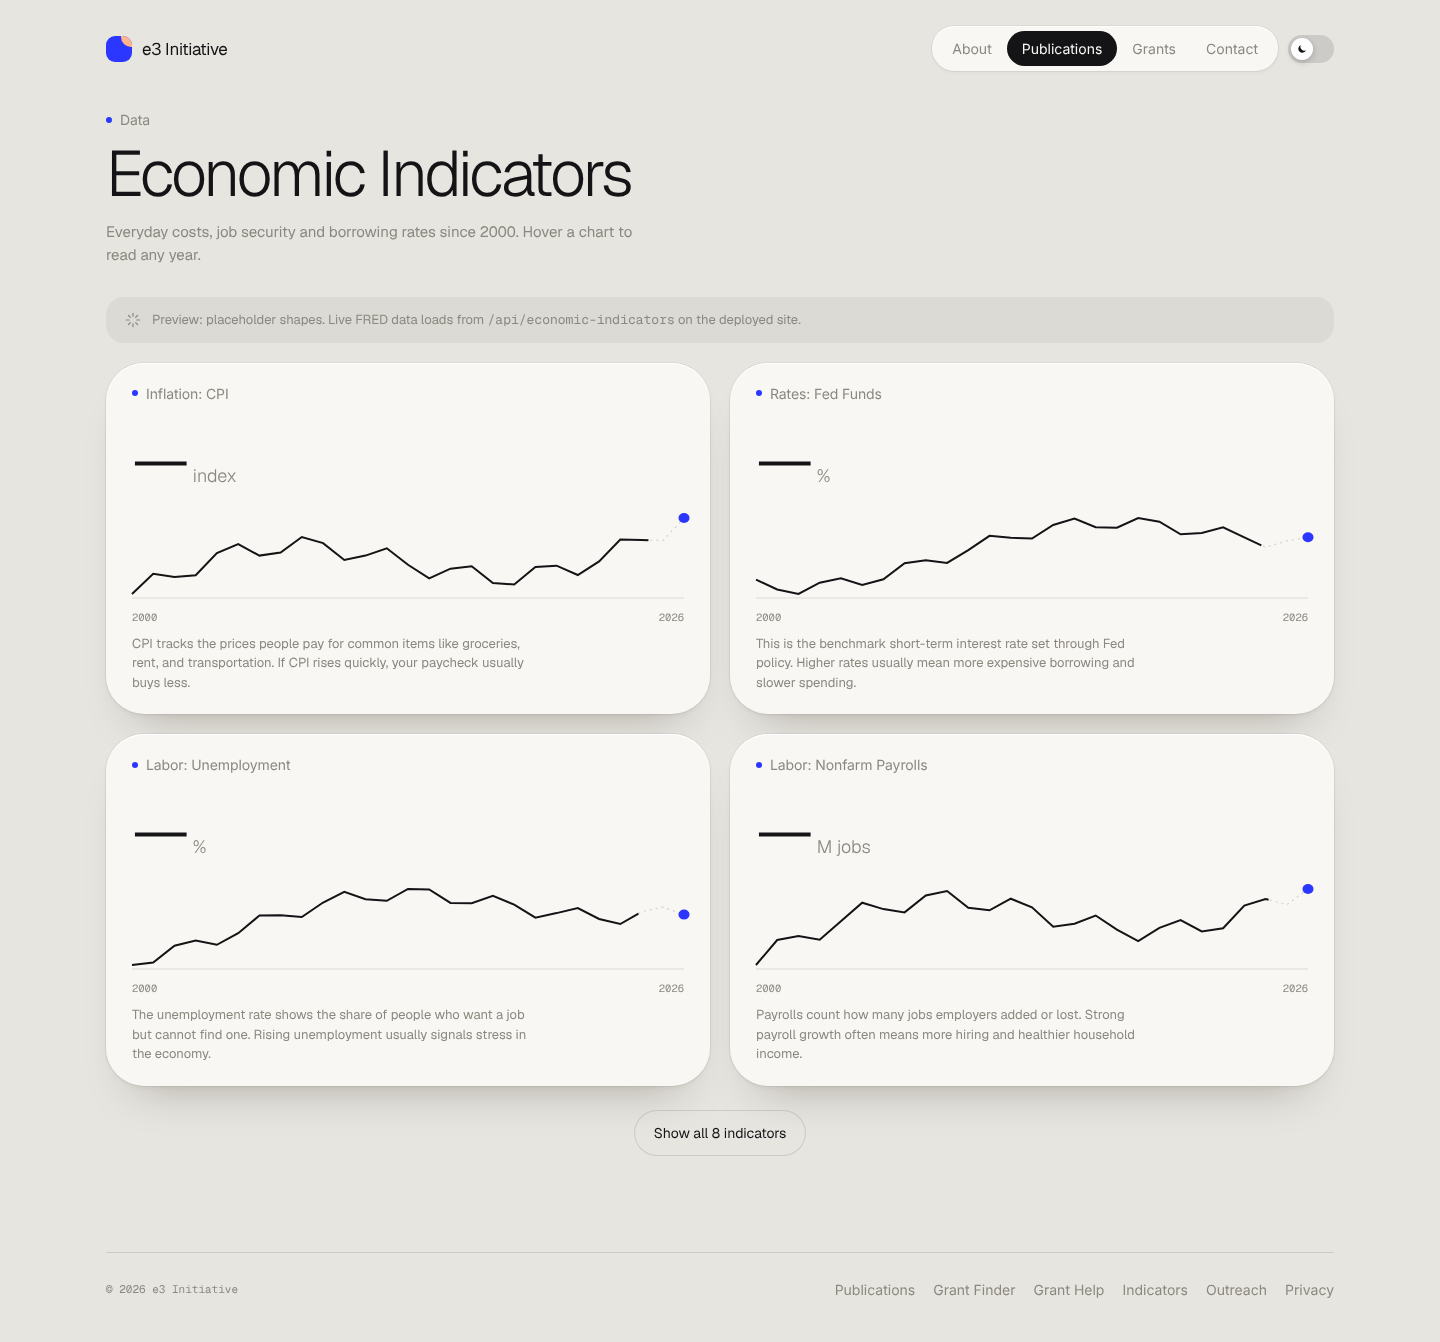 e3 Initiative
About
Publications
Grants
Contact
Data
Economic Indicators
Everyday costs, job security and borrowing rates since 2000. Hover a chart to
read any year.
Preview: placeholder shapes. Live FRED data loads from /api/economic-indicators on the deployed site.
Inflation: CPI
— index
2000
2026
CPI tracks the prices people pay for common items like groceries,
rent, and transportation. If CPI rises quickly, your paycheck usually
buys less.
Rates: Fed Funds
— %
2000
2026
This is the benchmark short-term interest rate set through Fed
policy. Higher rates usually mean more expensive borrowing and
slower spending.
Labor: Unemployment
— %
2000
2026
The unemployment rate shows the share of people who want a job
but cannot find one. Rising unemployment usually signals stress in
the economy.
Labor: Nonfarm Payrolls
— M jobs
2000
2026
Payrolls count how many jobs employers added or lost. Strong
payroll growth often means more hiring and healthier household
income.
Show all 8 indicators
© 2026 e3 Initiative
Publications
Grant Finder
Grant Help
Indicators
Outreach
Privacy